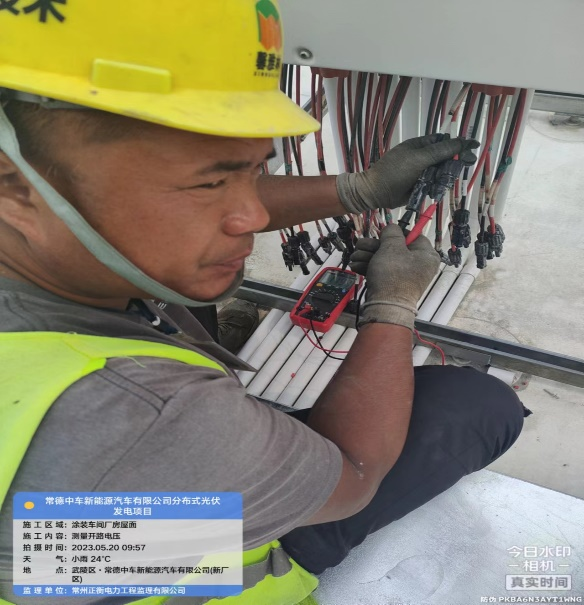 技术
常德中车新能源汽车有限公司分布式光伏
发电项目
施工区域：涂装车间厂房屋面
施工内容：测量开路电压
拍摄时间：2023.05.20 09:57
天 气：小雨 24°C
地 点：武陵区·常德中车新能源汽车有限公司(新厂
区)
监理单位：常州正衡电力工程监理有限公司
今日水印
相机
真实时间
防伪 PKBA6N3AYT1WNG